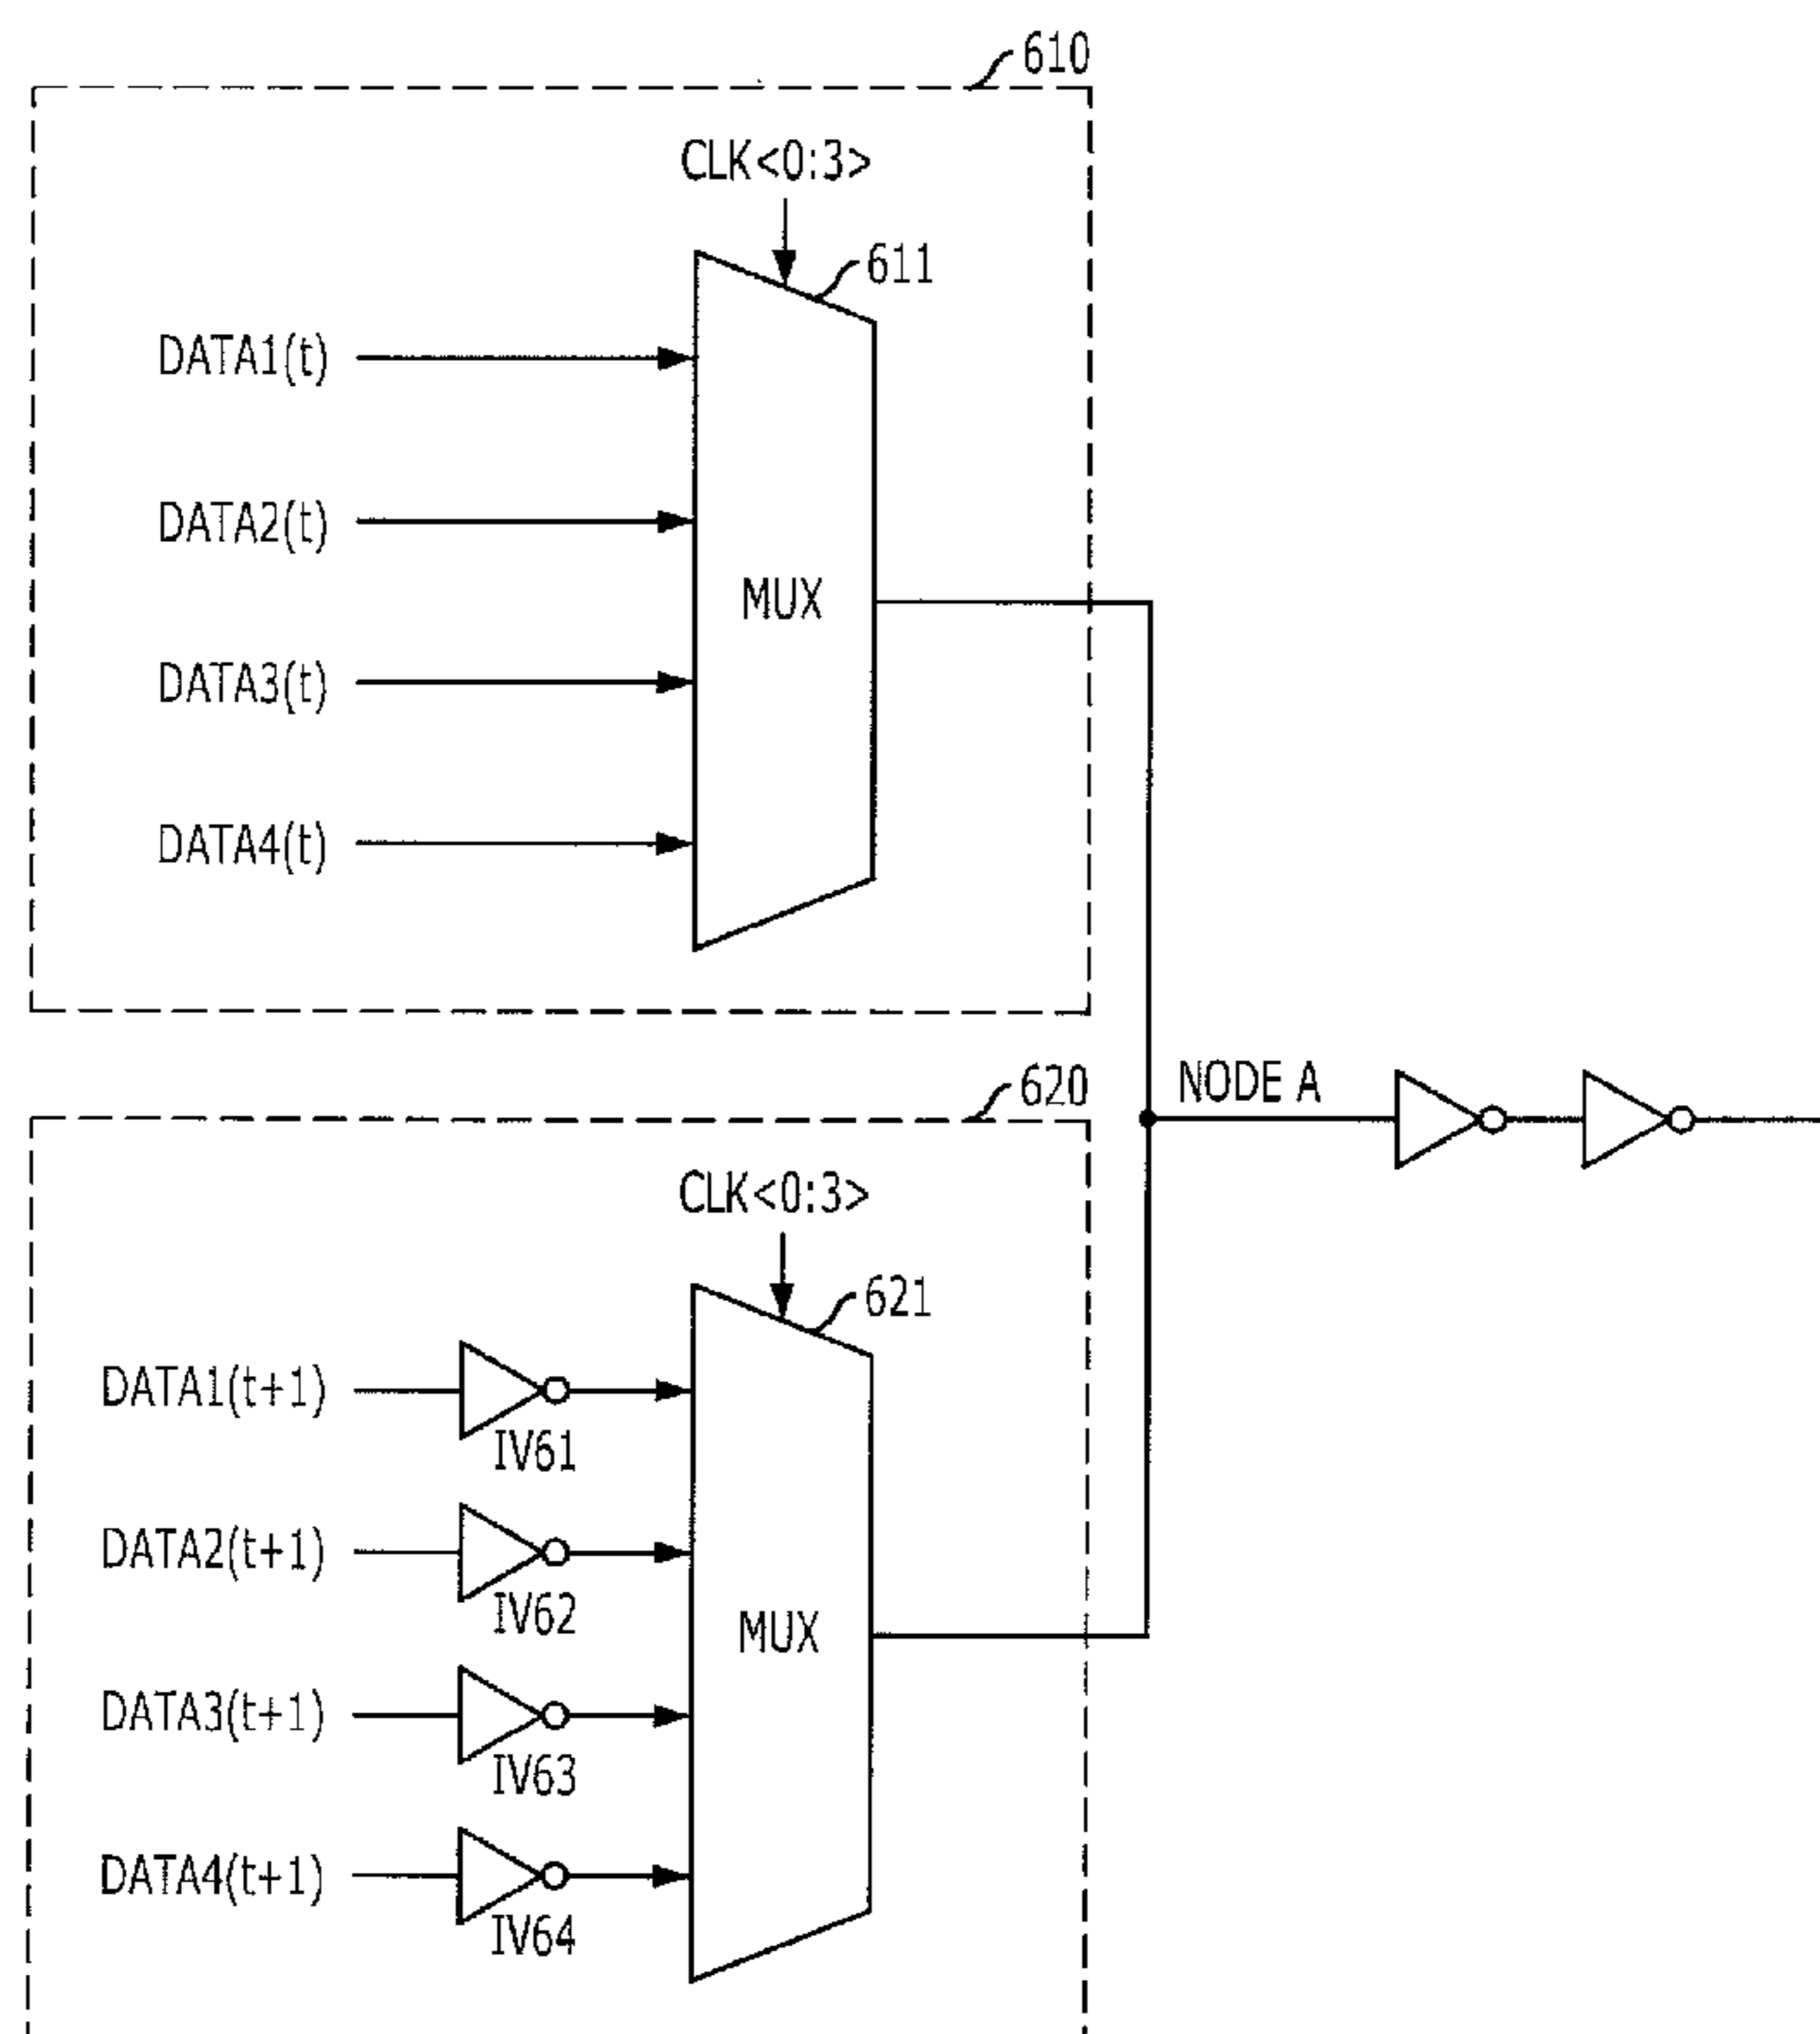 610
CLK<0:3>
611
DATA1(t)
DATA2(t)
MUX
DATA3(t)
DATA4(t)
620
NODE A
CLK<0:3>
621
DATA1(t+1)
IV61
DATA2(t+1)
IV62
MUX
DATA3(t+1)
IV63
DATA4(t+1)
IV64